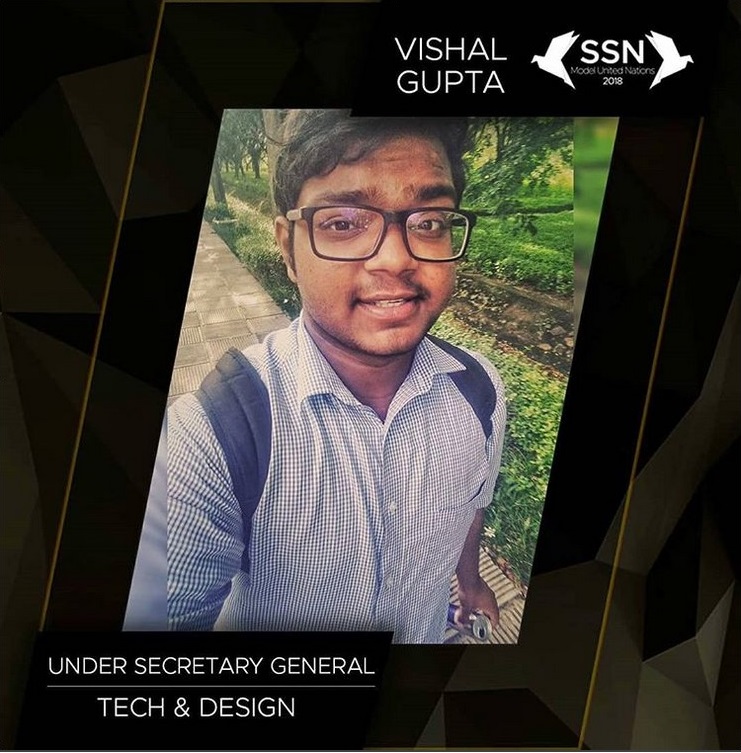 VISHAL
GUPTA
SSN
Model United Nations
2018
UNDER SECRETARY GENERAL
TECH & DESIGN